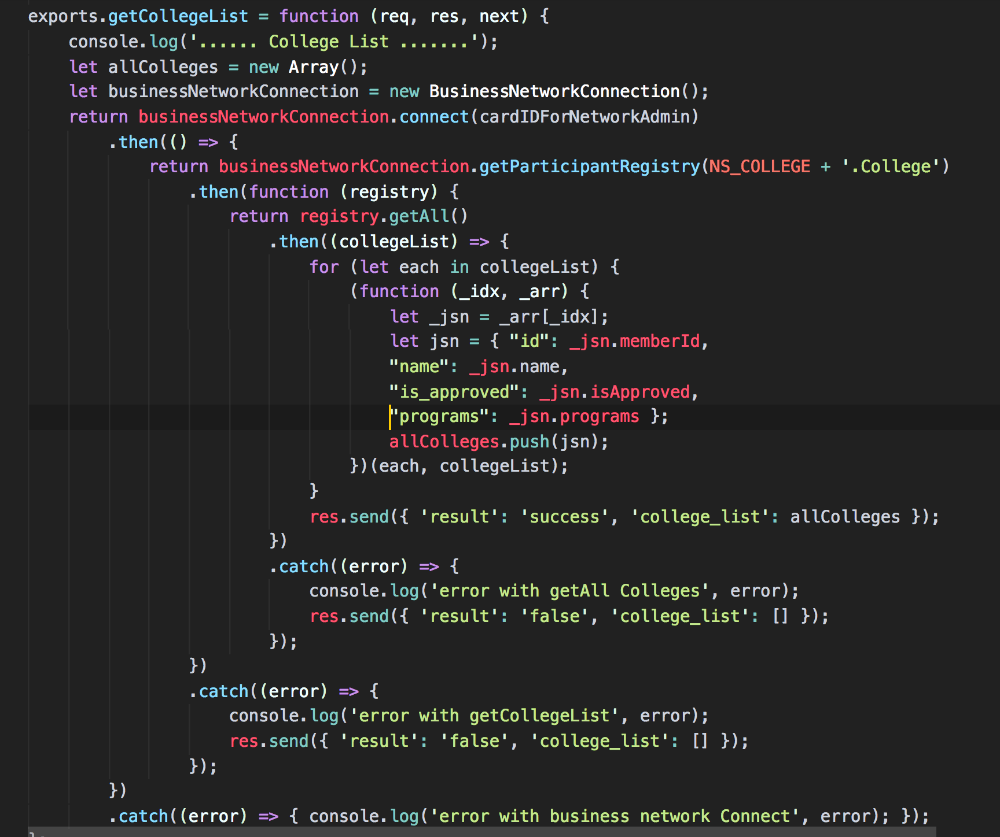 exports.getCollegeList = function (req, res, next) {
    console.log('...... College List .......');
    let allColleges = new Array();
    let businessNetworkConnection = new BusinessNetworkConnection();
    return businessNetworkConnection.connect(cardIDForNetworkAdmin)
        .then(() => {
            return businessNetworkConnection.getParticipantRegistry(NS_COLLEGE + '.College')
                .then(function (registry) {
                    return registry.getAll()
                        .then((collegeList) => {
                            for (let each in collegeList) {
                                (function (_idx, _arr) {
                                    let _jsn = _arr[_idx];
                                    let jsn = { "id": _jsn.memberId,
                                    "name": _jsn.name,
                                    "is_approved": _jsn.isApproved,
                                    "programs": _jsn.programs };
                                    allColleges.push(jsn);
                                })(each, collegeList);
                            }
                            res.send({ 'result': 'success', 'college_list': allColleges });
                        })
                        .catch((error) => {
                            console.log('error with getAll Colleges', error);
                            res.send({ 'result': 'false', 'college_list': [] });
                        });
                })
                .catch((error) => {
                    console.log('error with getCollegeList', error);
                    res.send({ 'result': 'false', 'college_list': [] });
                });
        })
        .catch((error) => { console.log('error with business network Connect', error); });